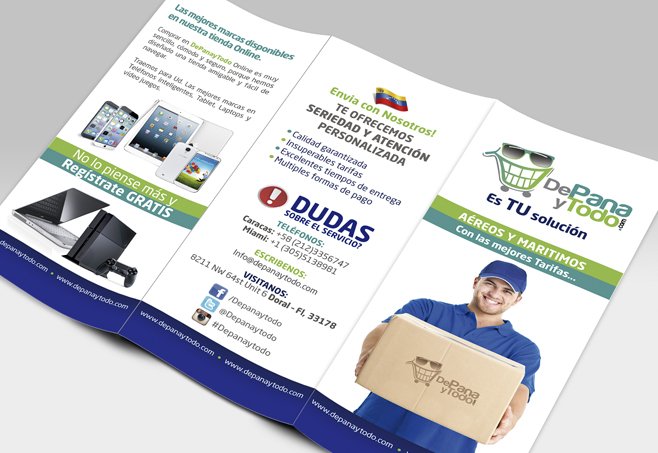 Las mejores marcas disponibles
en nuestra tienda Online.
Comprar en DePanayTodo Online es muy
sencillo, cómodo y seguro, porque hemos
diseñado una tienda amigable y fácil de
navegar.
Traemos para Ud. Las mejores marcas en
Teléfonos inteligentes, Tablet, Laptops y
vídeo juegos.
No lo piense más y
Regístrate GRATIS
www.depanaytodo.com
Envia con Nosotros!
TE OFRECEMOS
SERIEDAD Y ATENCIÓN
PERSONALIZADA
• Calidad garantizada
• Insuperables tarifas
• Excelentes tiempos de entrega
• Multiples formas de pago
DUDAS
SOBRE EL SERVICIO?
TELÉFONOS:
Caracas: +58 (212)3356747
Miami: +1 (305)5138981
ESCRIBENOS:
Info@depanaytodo.com
VISITANOS:
8211 NW 64st Unit 6 Doral - Fl. 33178
/Depanaytodo
@Depanaytodo
#Depanaytodo
www.depanaytodo.com • www.depanaytodo.com
DePana
y Todo!
.com
Es TU solución
AÉREOS Y MARITIMOS
Con las mejores Tarifas...
DePana
y Todo!
www.depanaytodo.com